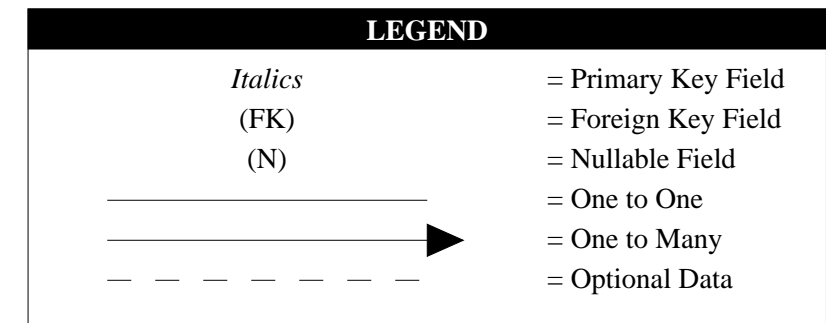 LEGEND
Italics = Primary Key Field
(FK) = Foreign Key Field
(N) = Nullable Field
= One to One
= One to Many
= Optional Data